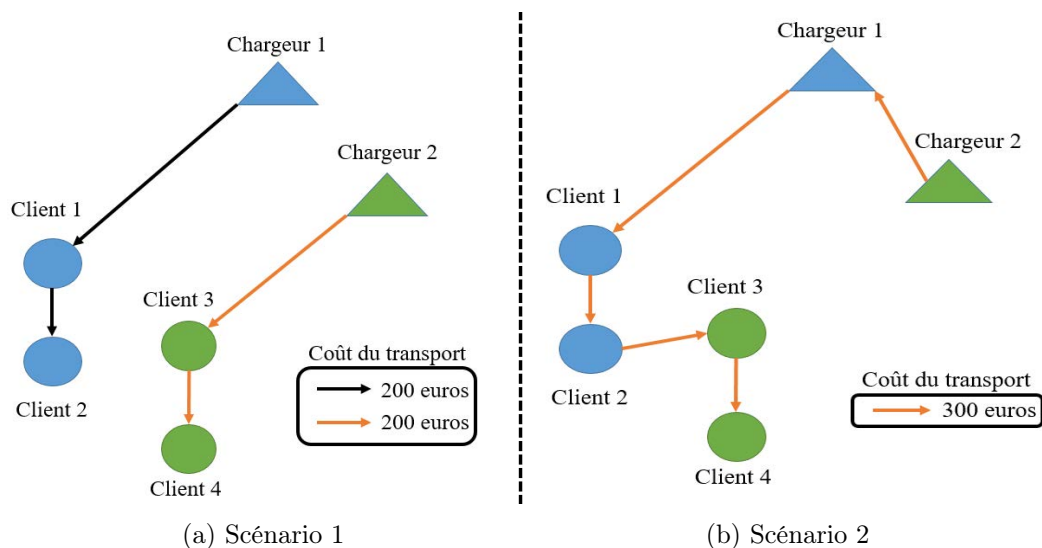 Chargeur 1
Chargeur 2
Client 1
Client 3
Client 2
Client 4
Coût du transport
200 euros
200 euros
(a) Scénario 1
Chargeur 1
Chargeur 2
Client 1
Client 3
Client 2
Client 4
Coût du transport
300 euros
(b) Scénario 2